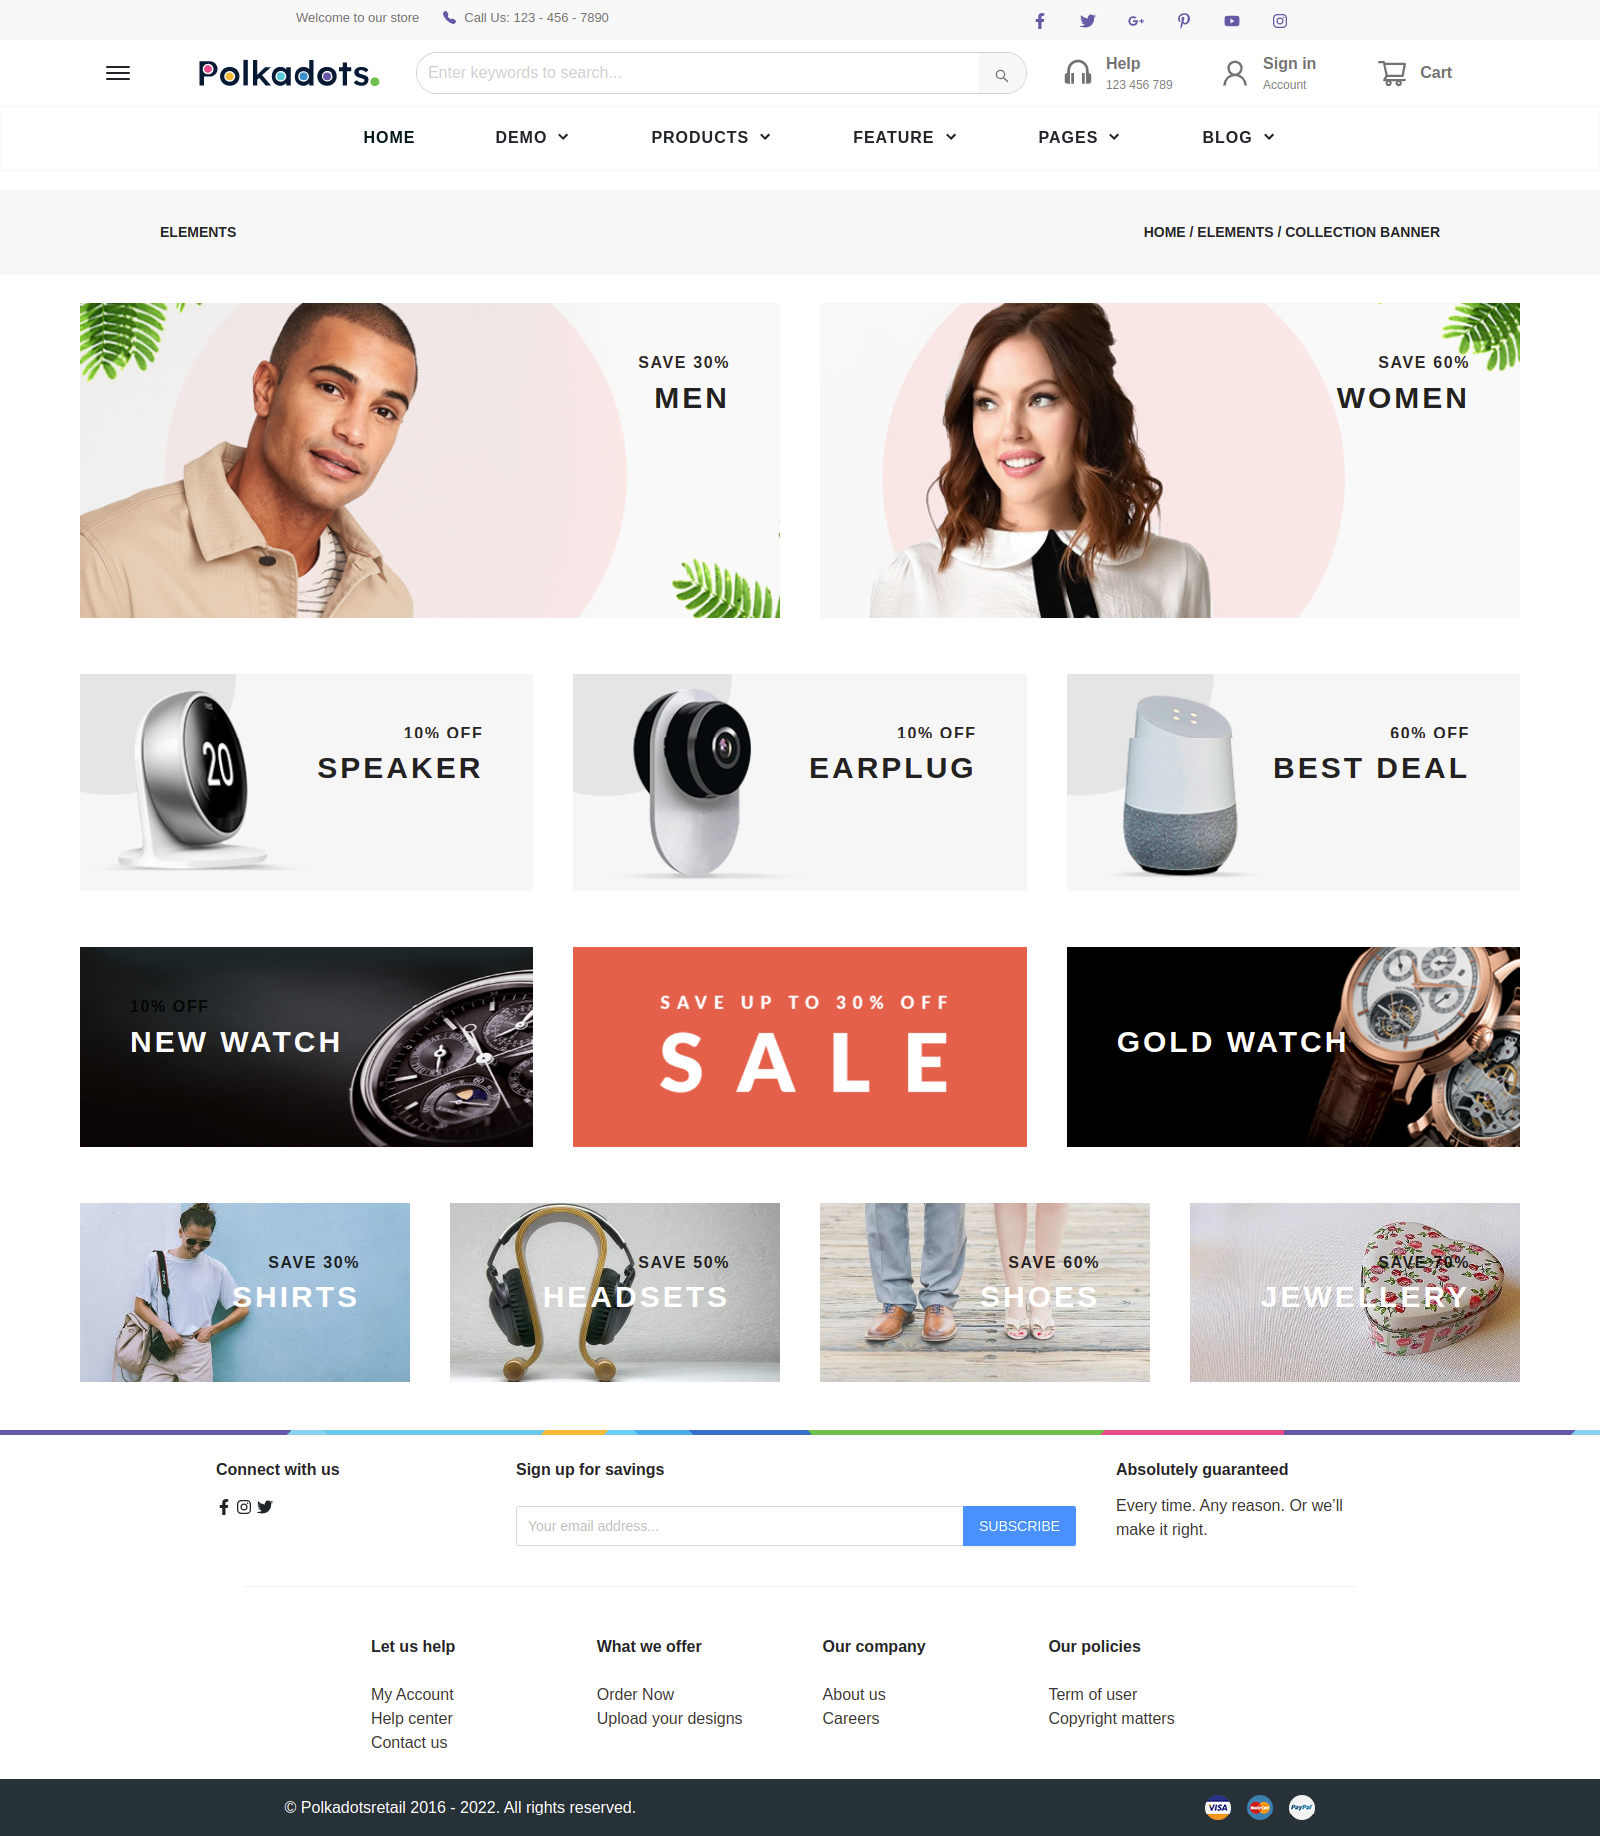 Welcome to our store
Call Us: 123 - 456 - 7890
Polkadots.
Enter keywords to search...
Help
123 456 789
Sign in
Account
Cart
HOME
DEMO
PRODUCTS
FEATURE
PAGES
BLOG
ELEMENTS
HOME / ELEMENTS / COLLECTION BANNER
SAVE 30%
MEN
SAVE 60%
WOMEN
20
10% OFF
SPEAKER
10% OFF
EARPLUG
60% OFF
BEST DEAL
10% OFF
NEW WATCH
SAVE UP TO 30% OFF
SALE
GOLD WATCH
SAVE 30%
SHIRTS
SAVE 50%
HEADSETS
SAVE 60%
SHOES
SAVE 70%
JEWELLERY
Connect with us
Sign up for savings
Your email address...
SUBSCRIBE
Absolutely guaranteed
Every time. Any reason. Or we’ll
make it right.
Let us help
My Account
Help center
Contact us
What we offer
Order Now
Upload your designs
Our company
About us
Careers
Our policies
Term of user
Copyright matters
© Polkadotsretail 2016 - 2022. All rights reserved.
VISA
MasterCard
PayPal